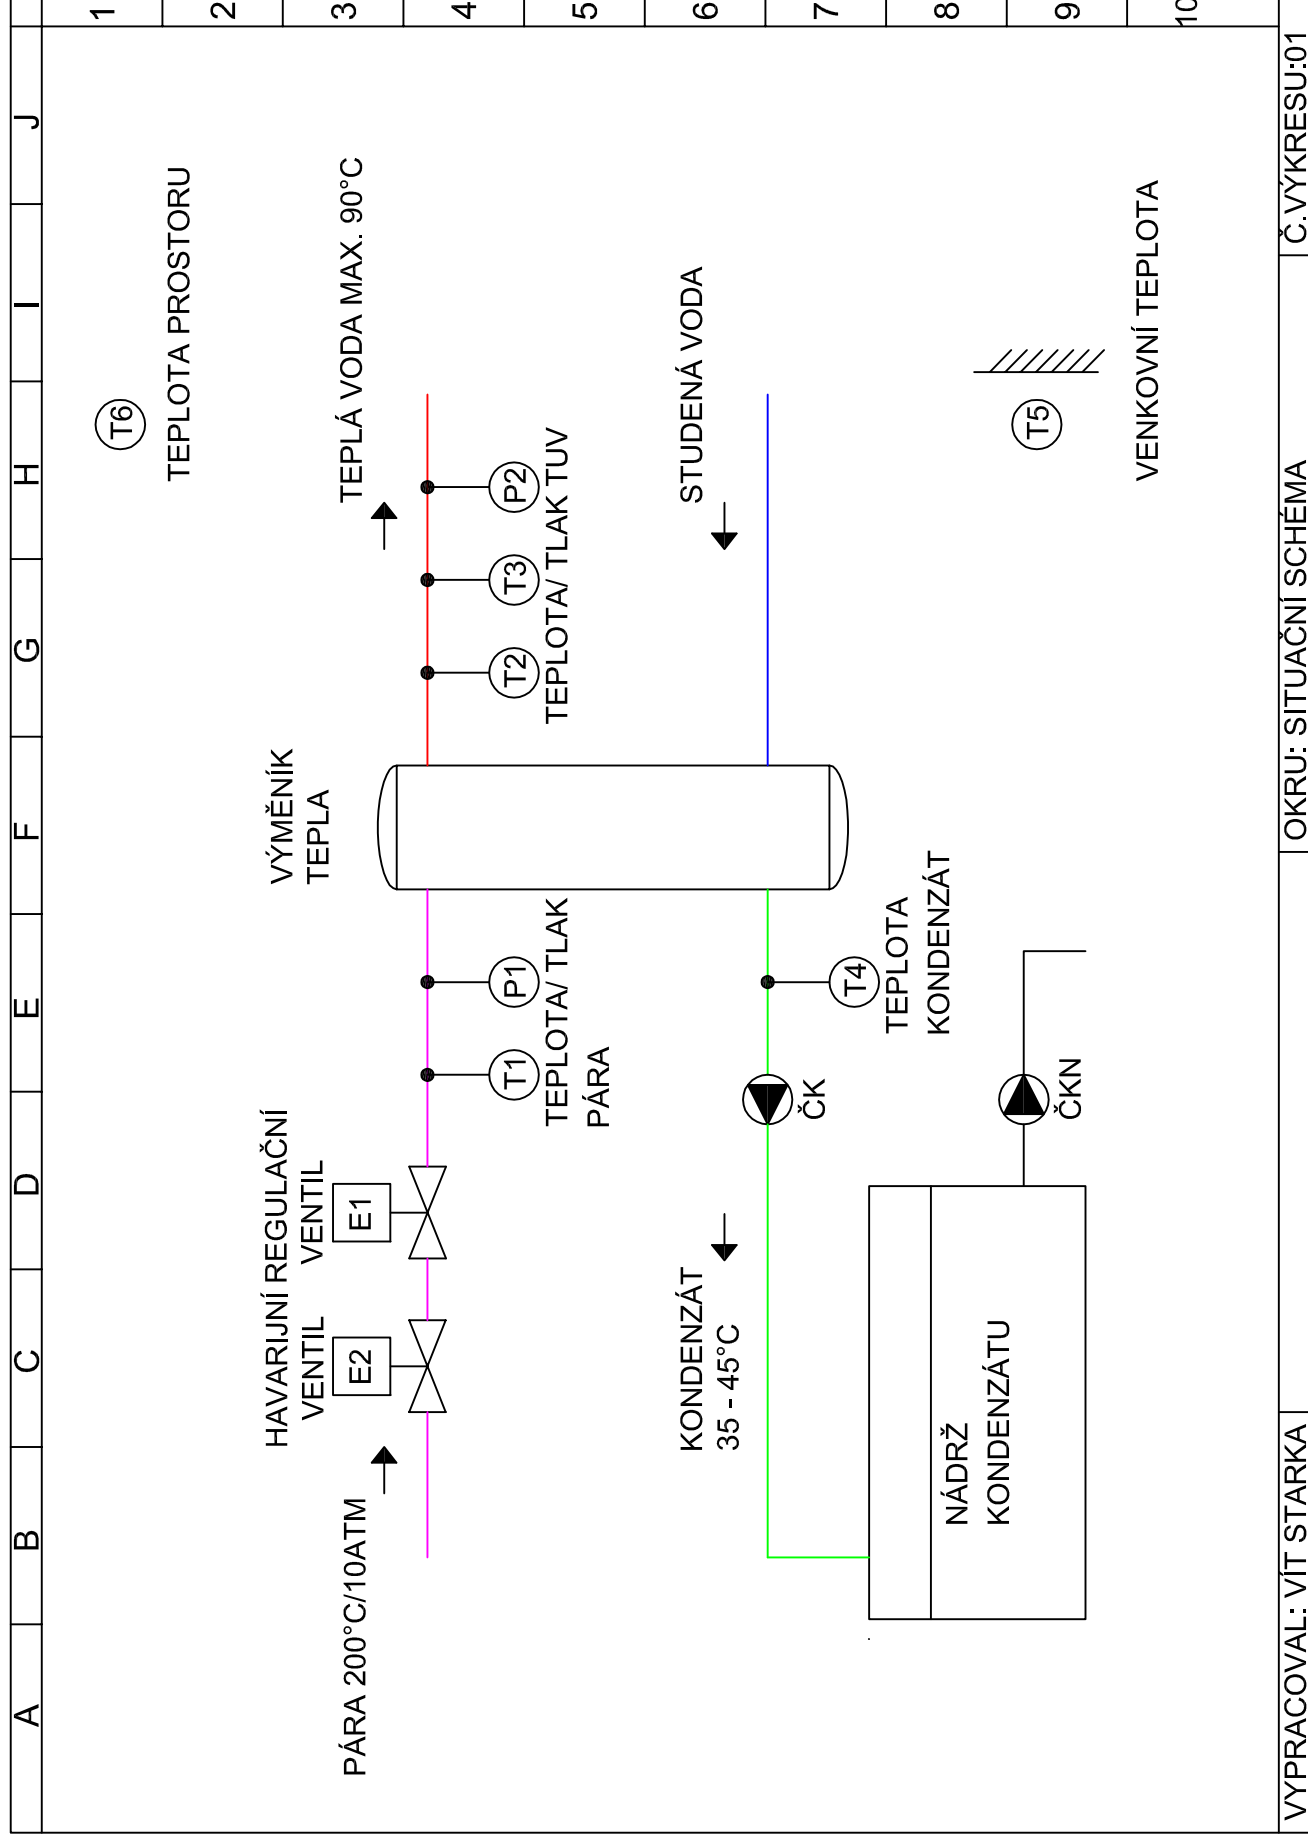 A
B
C
D
E
F
G
H
I
J
1
2
3
4
5
6
7
8
9
10
T6
TEPLOTA PROSTORU
VÝMĚNÍK
TEPLA
HAVARIJNÍ
VENTIL
REGULAČNÍ
VENTIL
E2
E1
PÁRA 200°C/10ATM
TEPLÁ VODA MAX. 90°C
T1
P1
TEPLOTA/ TLAK
PÁRA
T2
T3
P2
TEPLOTA/ TLAK TUV
KONDENZÁT
35 - 45°C
STUDENÁ VODA
ČK
T4
TEPLOTA
KONDENZÁT
NÁDRŽ
KONDENZÁTU
ČKN
T5
VENKOVNÍ TEPLOTA
VYPRACOVAL: VÍT STARKA
OKRU: SITUAČNÍ SCHÉMA
Č.VÝKRESU:01